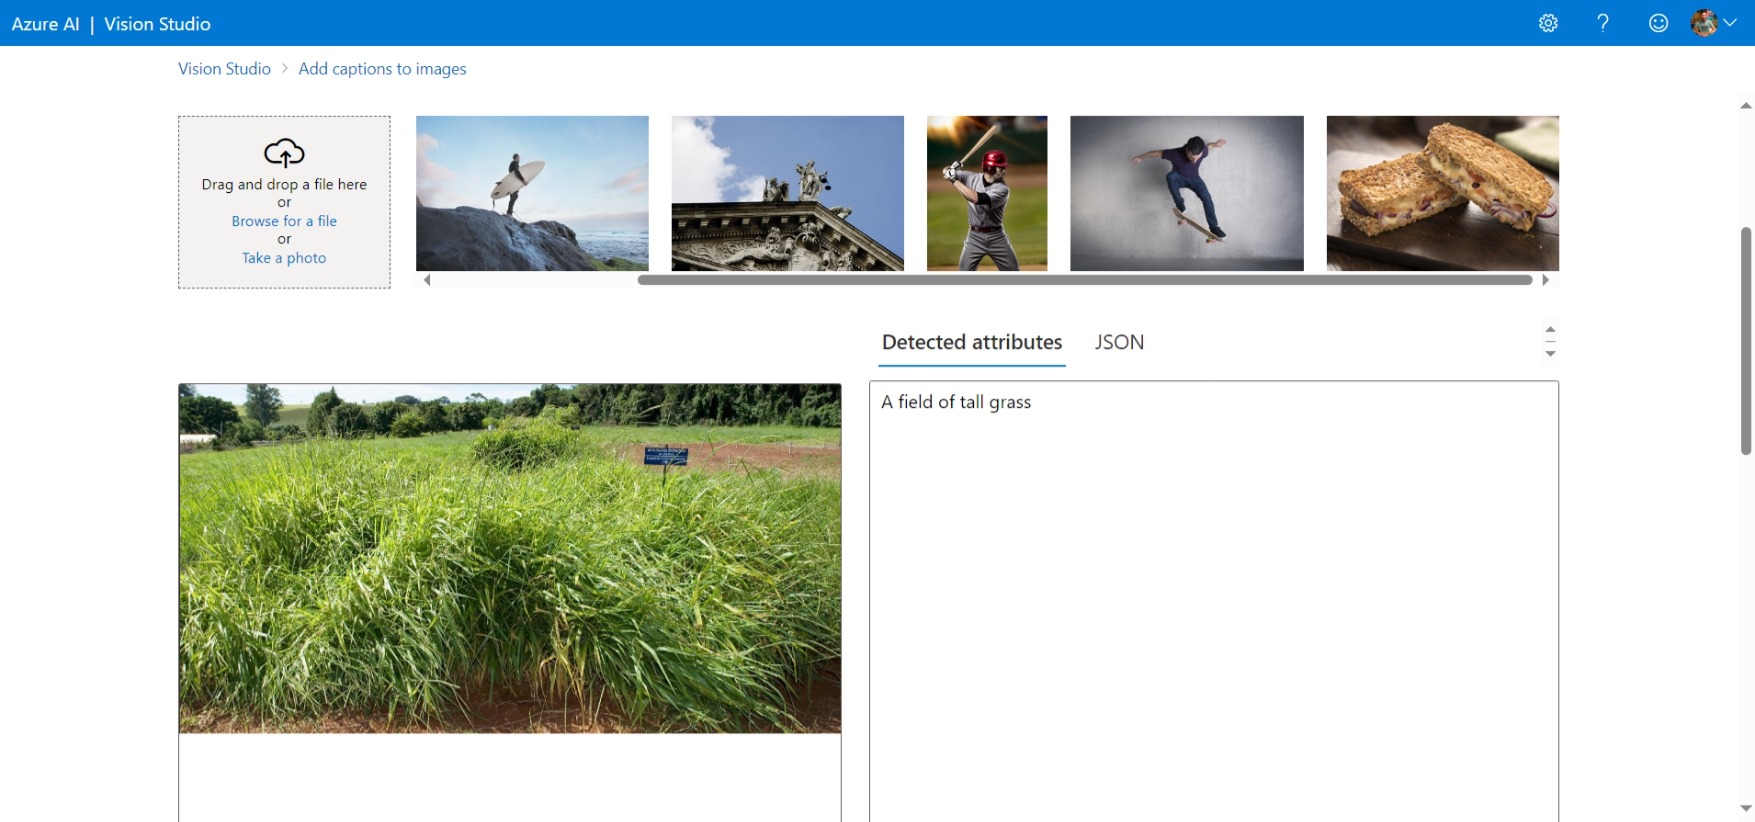 Azure AI | Vision Studio
Vision Studio > Add captions to images
Drag and drop a file here
or
Browse for a file
or
Take a photo
Detected attributes
JSON
A field of tall grass